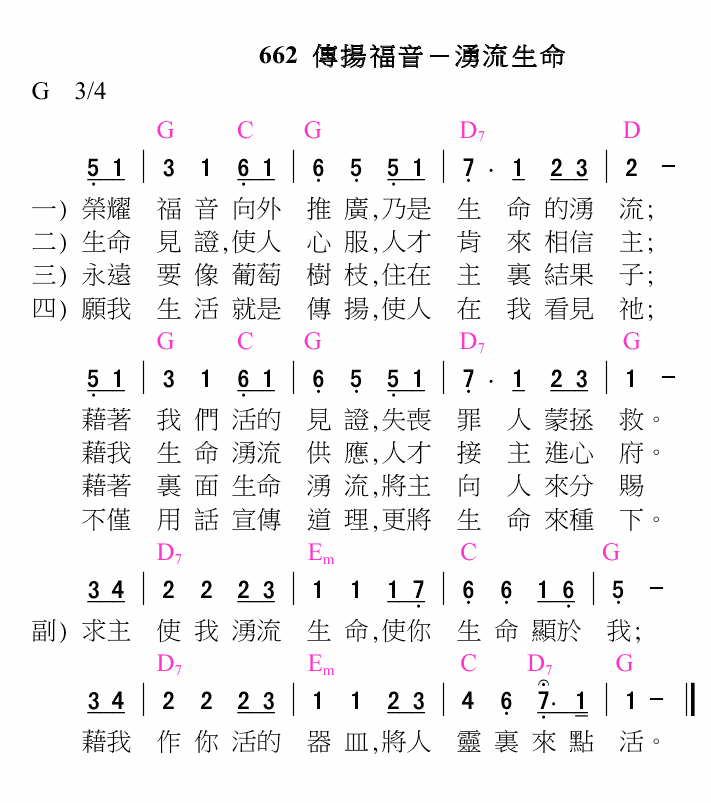 662 傳揚福音－湧流生命
G 3/4
G C G D7 D
5 1 | 3 1 6 1 | 6 5 5 1 | 7 · 1 2 3 | 2 －
一) 榮耀 福 音 向外 推 廣,乃是 生 命 的湧 流;
二) 生命 見 證,使人 心 服,人才 肯 來 相信 主;
三) 永遠 要 像 葡萄 樹 枝,住在 主 裏 結果 子;
四) 願我 生 活 就是 傳 揚,使人 在 我 看見 祂;
G C G D7 G
5 1 | 3 1 6 1 | 6 5 5 1 | 7 · 1 2 3 | 1 －
藉著 我 們 活的 見 證,失喪 罪 人 蒙拯 救。
藉我 生 命 湧流 供 應,人才 接 主 進心 府。
藉著 裏 面 生命 湧 流,將主 向 人 來分 賜
不僅 用 話 宣傳 道 理,更將 生 命 來種 下。
D7 Em C G
3 4 | 2 2 2 3 | 1 1 1 7 | 6 6 1 6 | 5 －
副) 求主 使 我 湧流 生 命,使你 生 命 顯於 我;
D7 Em C D7 G
3 4 | 2 2 2 3 | 1 1 2 3 | 4 6 7· 1 | 1 － ‖
藉我 作 你 活的 器 皿,將人 靈 裏 來 點 活。